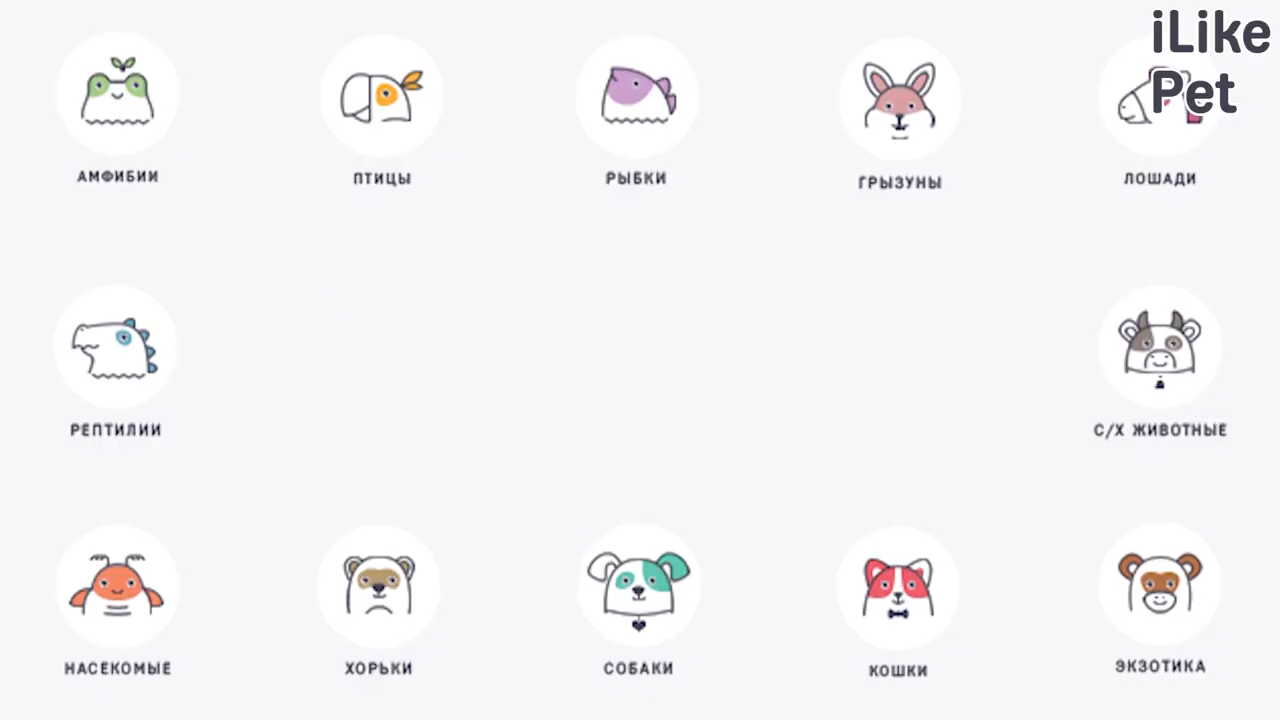 iLike
Pet
АМФИБИИ
ПТИЦЫ
РЫБКИ
ГРЫЗУНЫ
ЛОШАДИ
РЕПТИЛИИ
С/Х ЖИВОТНЫЕ
НАСЕКОМЫЕ
ХОРЬКИ
СОБАКИ
КОШКИ
ЭКЗОТИКА